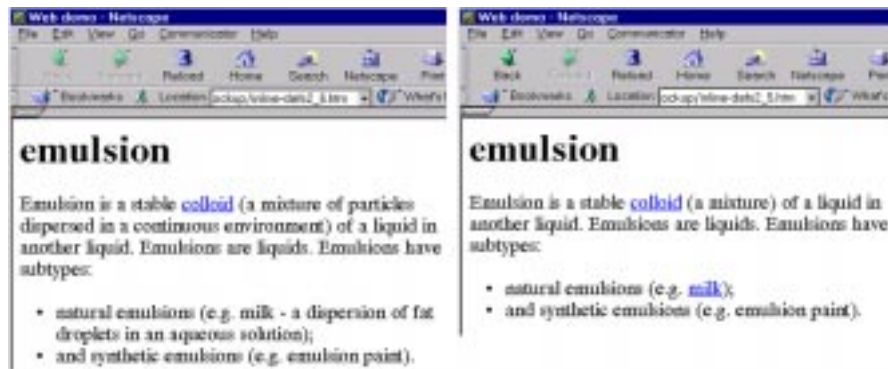 Web demo - Netscape
File Edit View Go Communicator Help
Reload Home Search Netscape Print
Bookmarks Location:
emulsion
Emulsion is a stable colloid (a mixture of particles
dispersed in a continuous environment) of a liquid in
another liquid. Emulsions are liquids. Emulsions have
subtypes:
• natural emulsions (e.g. milk - a dispersion of fat
droplets in an aqueous solution);
• and synthetic emulsions (e.g. emulsion paint).
Web demo - Netscape
File Edit View Go Communicator Help
Back Reload Home Search Netscape
Bookmarks Location:
emulsion
Emulsion is a stable colloid (a mixture) of a liquid in
another liquid. Emulsions are liquids. Emulsions have
subtypes:
• natural emulsions (e.g. milk);
• and synthetic emulsions (e.g. emulsion paint).